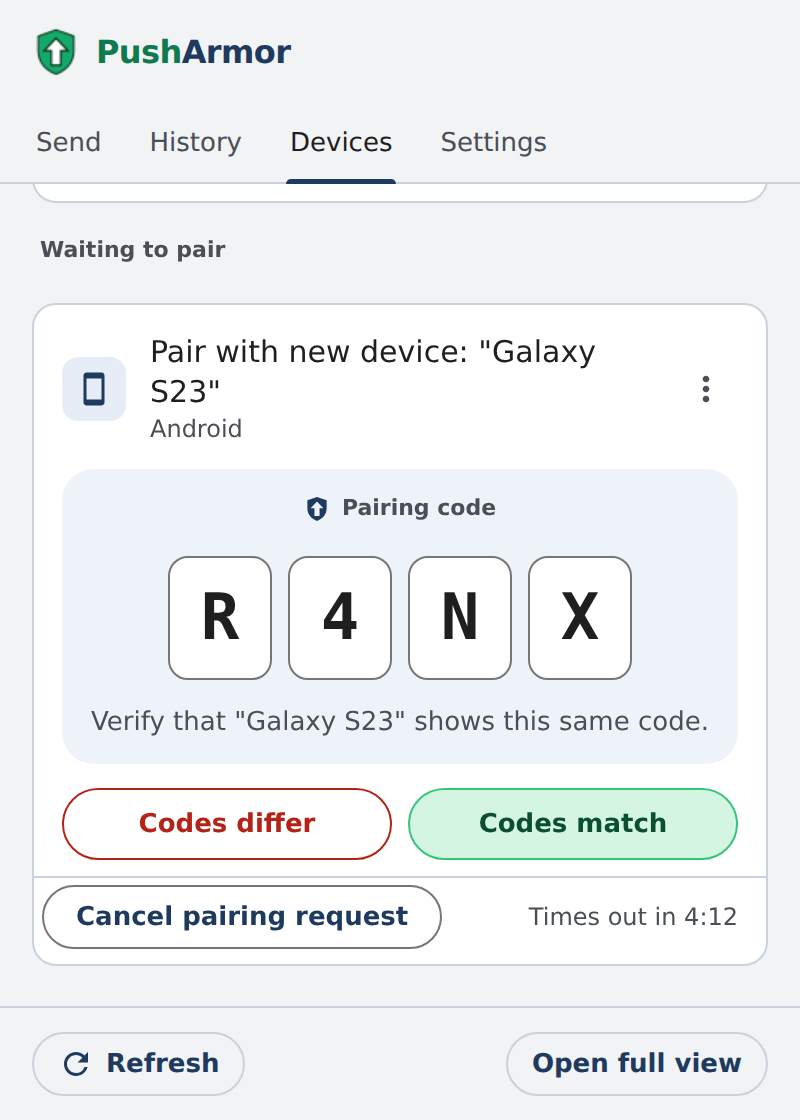 PushArmor
Send History Devices Settings
Waiting to pair
Pair with new device: "Galaxy
S23"
Android
Pairing code
R 4 N X
Verify that "Galaxy S23" shows this same code.
Codes differ Codes match
Cancel pairing request Times out in 4:12
Refresh Open full view